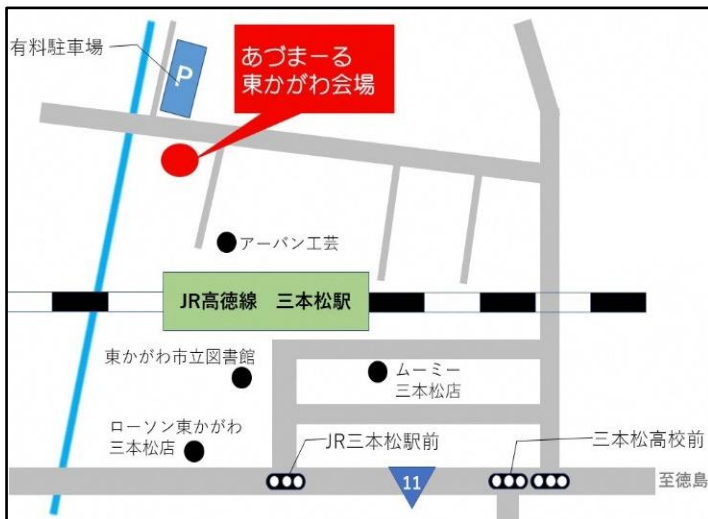 有料駐車場
P
あづまーる
東かがわ会場
アーバン工芸
JR高徳線 三本松駅
東かがわ市立図書館
ムーミー
三本松店
ローソン東かがわ
三本松店
JR三本松駅前
三本松高校前
11
至徳島